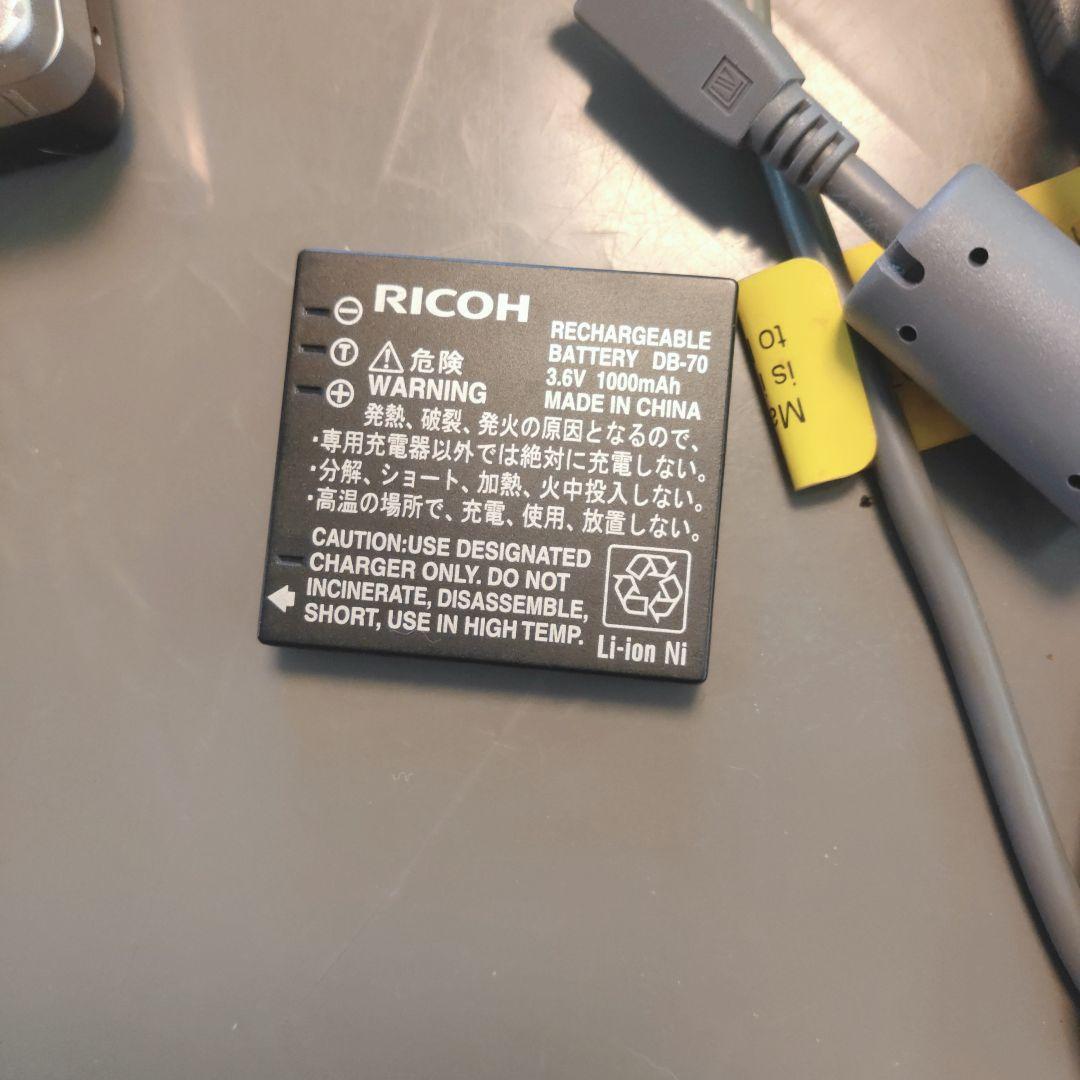 RICOH
RECHARGEABLE
BATTERY DB-70
3.6V 1000mAh
MADE IN CHINA
T
危険
WARNING
発熱、破裂、発火の原因となるので、
・専用充電器以外では絶対に充電しない。
・分解、ショート、加熱、火中投入しない。
・高温の場所で、充電、使用、放置しない。
CAUTION:USE DESIGNATED
CHARGER ONLY. DO NOT
INCINERATE, DISASSEMBLE,
SHORT, USE IN HIGH TEMP.
Li-ion Ni
Ma
is
to